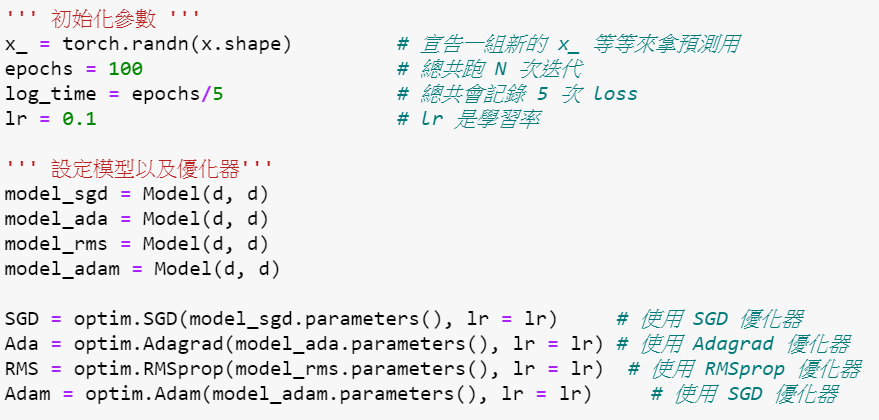 ''' 初始化參數 '''
x_ = torch.randn(x.shape)           # 宣告一組新的 x_ 等等來拿預測用
epochs = 100                      # 總共跑 N 次迭代
log_time = epochs/5               # 總共會記錄 5 次 loss
lr = 0.1                          # lr 是學習率
''' 設定模型以及優化器'''
model_sgd = Model(d, d)
model_ada = Model(d, d)
model_rms = Model(d, d)
model_adam = Model(d, d)
SGD = optim.SGD(model_sgd.parameters(), lr = lr)     # 使用 SGD 優化器
Ada = optim.Adagrad(model_ada.parameters(), lr = lr) # 使用 Adagrad 優化器
RMS = optim.RMSprop(model_rms.parameters(), lr = lr)  # 使用 RMSprop 優化器
Adam = optim.Adam(model_adam.parameters(), lr = lr)     # 使用 SGD 優化器